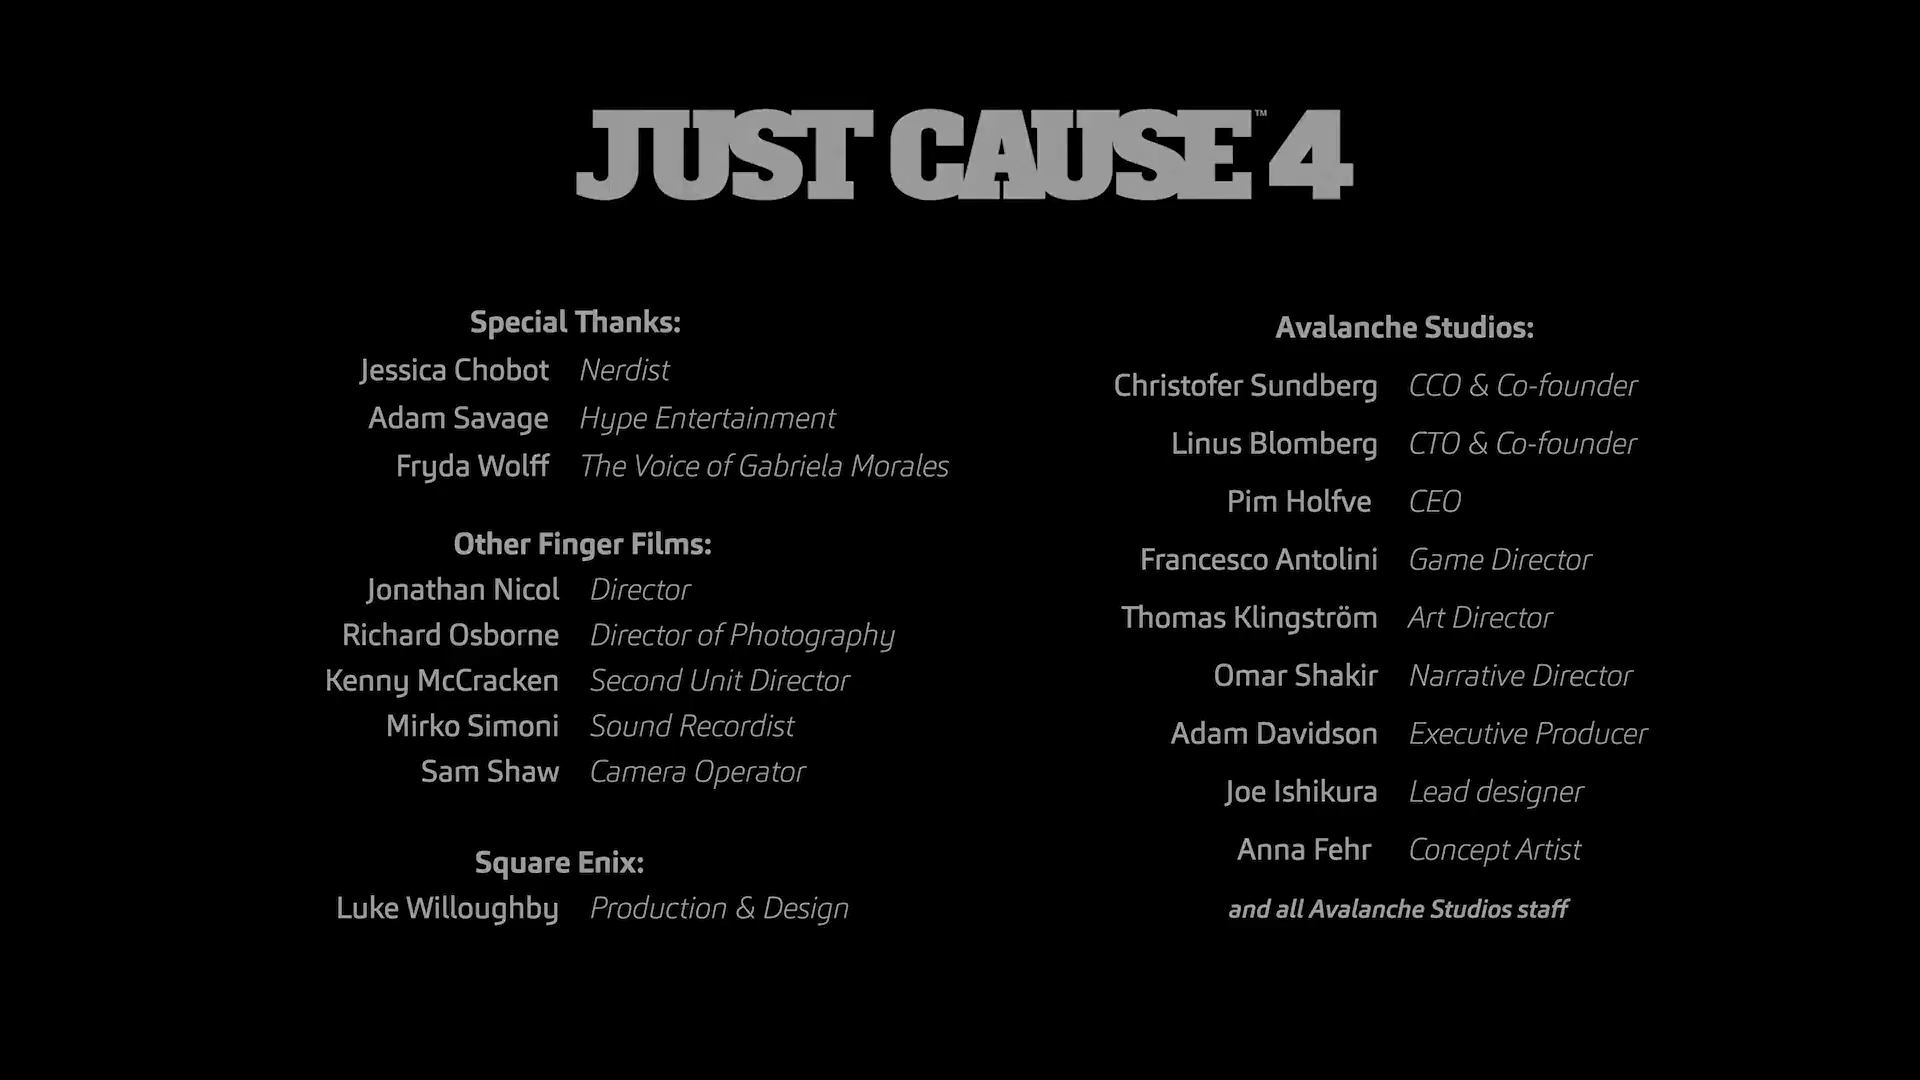 JUST CAUSE™ 4
Special Thanks:
Jessica Chobot Nerdist
Adam Savage Hype Entertainment
Fryda Wolff The Voice of Gabriela Morales
Other Finger Films:
Jonathan Nicol Director
Richard Osborne Director of Photography
Kenny McCracken Second Unit Director
Mirko Simoni Sound Recordist
Sam Shaw Camera Operator
Square Enix:
Luke Willoughby Production & Design
Avalanche Studios:
Christofer Sundberg CCO & Co-founder
Linus Blomberg CTO & Co-founder
Pim Holfve CEO
Francesco Antolini Game Director
Thomas Klingström Art Director
Omar Shakir Narrative Director
Adam Davidson Executive Producer
Joe Ishikura Lead designer
Anna Fehr Concept Artist
and all Avalanche Studios staff